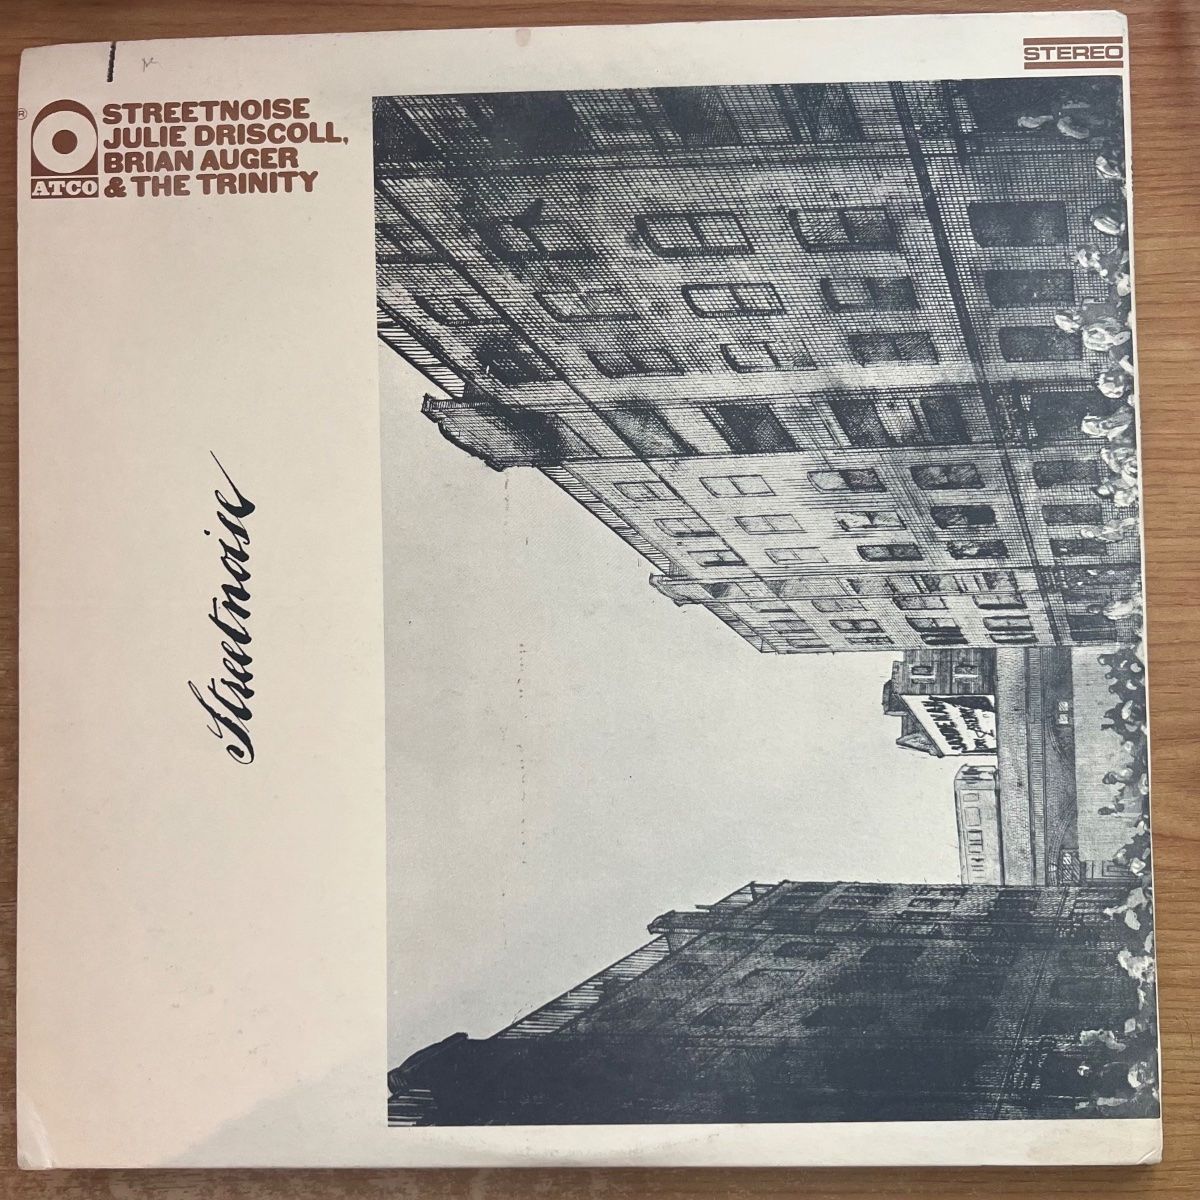 STEREO
®
STREETNOISE
JULIE DRISCOLL,
BRIAN AUGER
& THE TRINITY
ATCO
Streetnoise